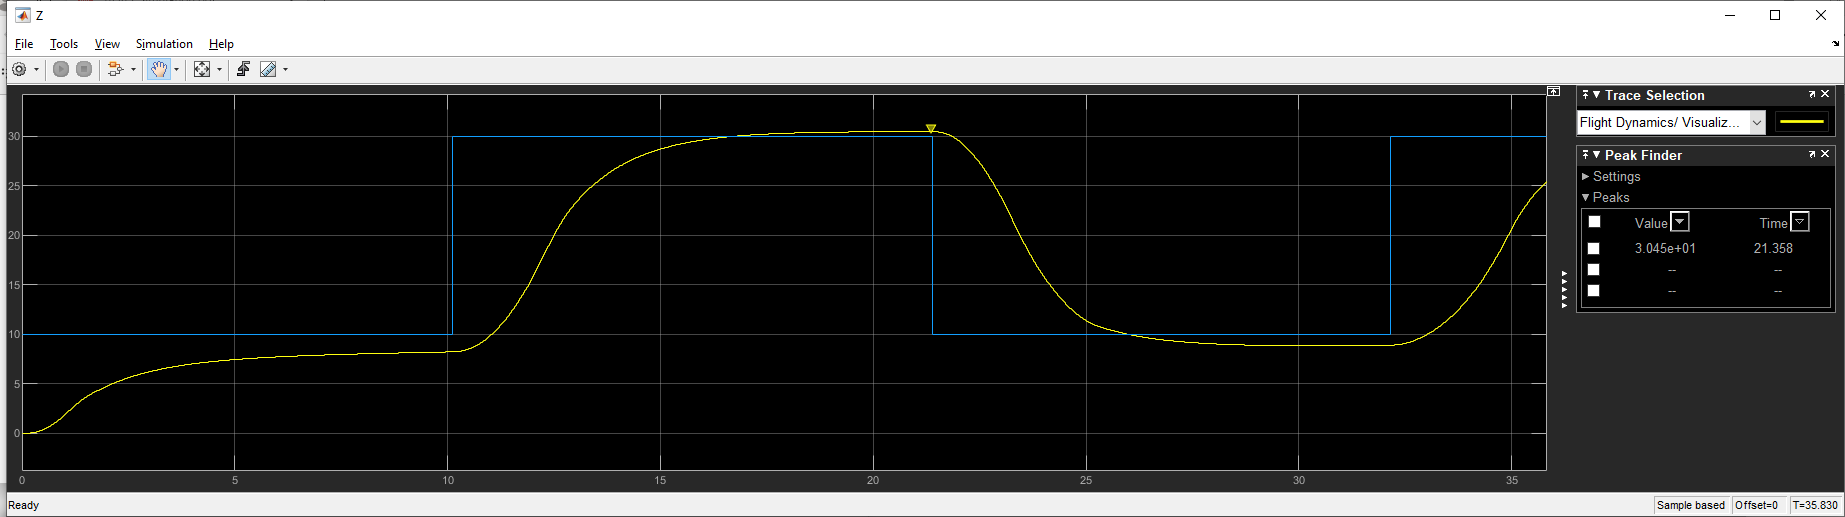 Z
File Tools View Simulation Help
Trace Selection
Flight Dynamics/ Visualiz...
Peak Finder
Settings
Peaks
Value Time
3.045e+01 21.358
-- --
-- --
30
25
20
15
10
5
0
0 5 10 15 20 25 30 35
Ready Sample based Offset=0 T=35.830